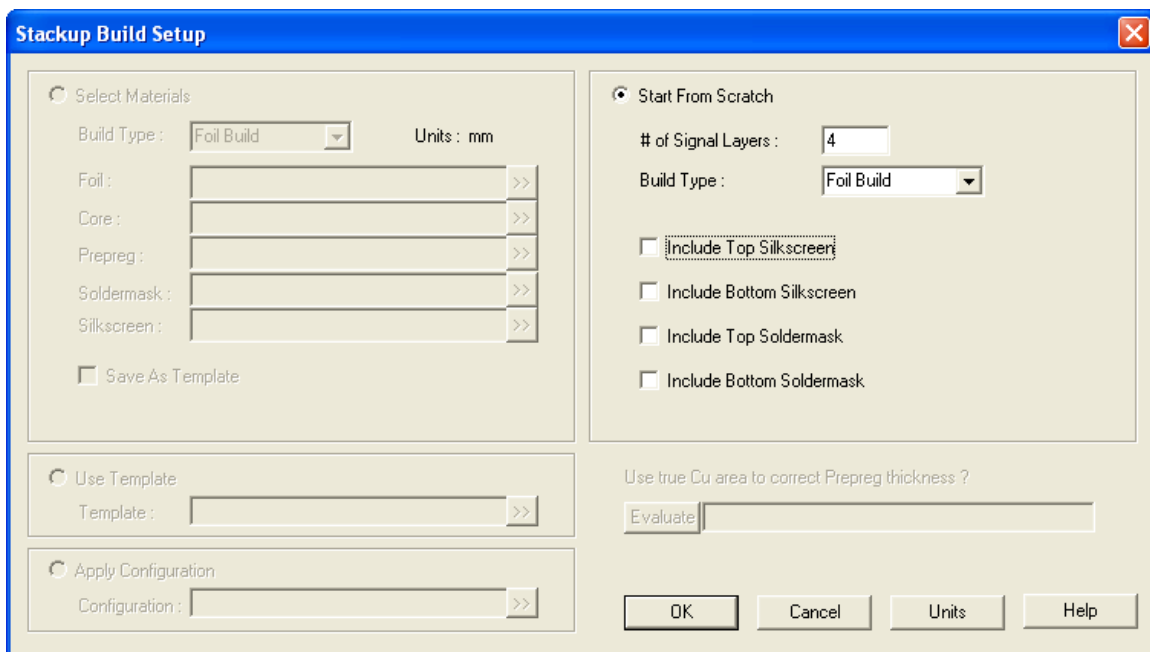 Stackup Build Setup
Select Materials
Build Type : Foil Build Units : mm
Foil : >>
Core : >>
Prepreg : >>
Soldermask : >>
Silkscreen : >>
Save As Template
Start From Scratch
# of Signal Layers : 4
Build Type : Foil Build
Include Top Silkscreen
Include Bottom Silkscreen
Include Top Soldermask
Include Bottom Soldermask
Use Template
Template : >>
Apply Configuration
Configuration : >>
Use true Cu area to correct Prepreg thickness ?
Evaluate
OK Cancel Units Help